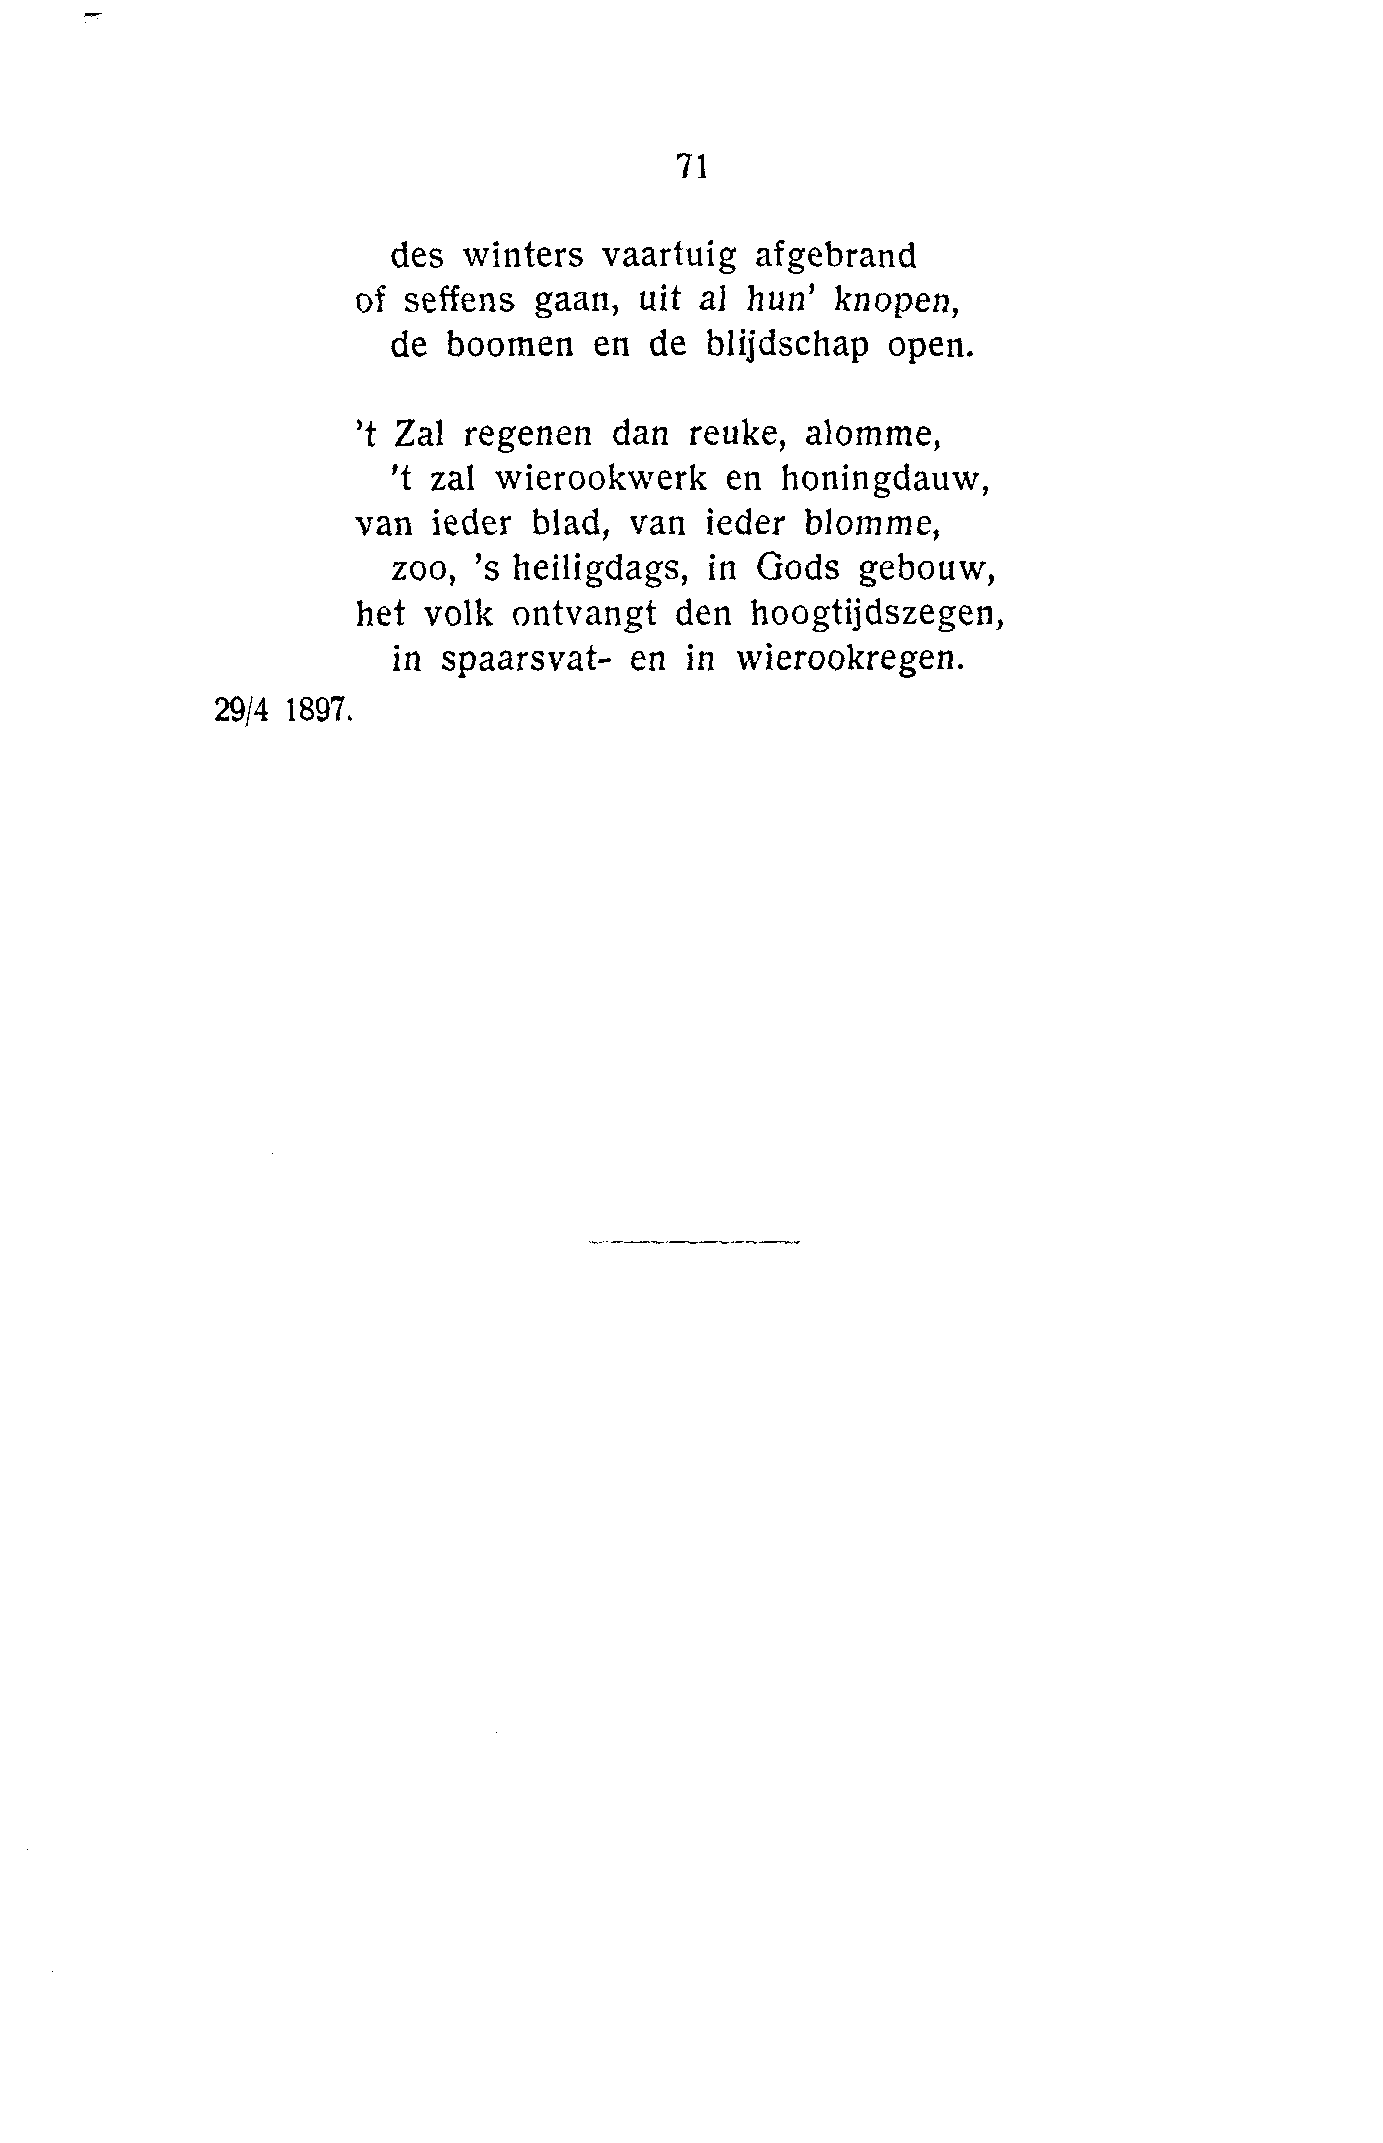 71
des winters vaartuig afgebrand
of seffens gaan, uit al hun' knopen,
de boomen en de blijdschap open.
't Zal regenen dan reuke, alomme,
't zal wierookwerk en honingdauw,
van ieder blad, van ieder blomme,
zoo, 's heiligdags, in Gods gebouw,
het volk ontvangt den hoogtijdszegen,
in spaarsvat- en in wierookregen.
29/4 1897.